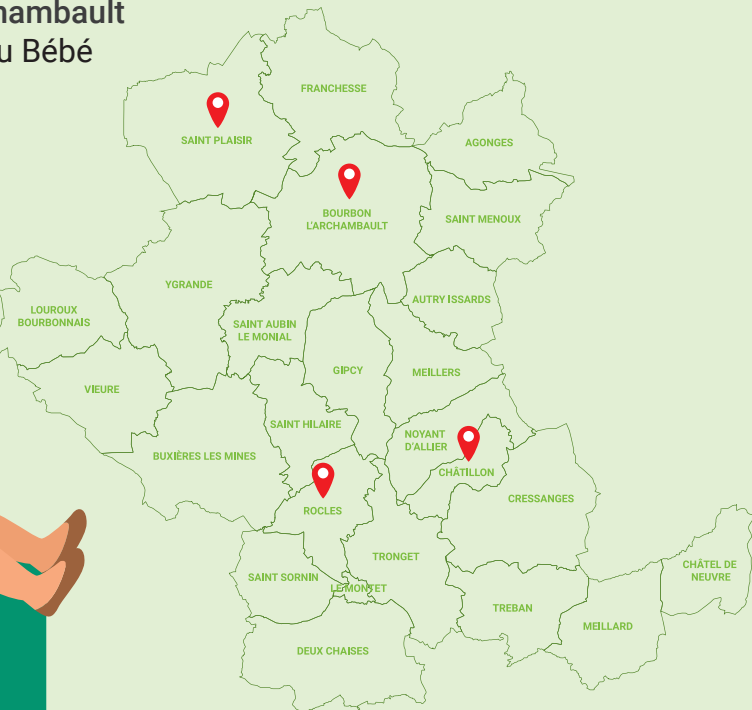 hambault
u Bébé
FRANCHESSE
SAINT PLAISIR
AGONGES
BOURBON
L'ARCHAMBAULT
SAINT MENOUX
YGRANDE
AUTRY ISSARDS
LOUROUX
BOURBONNAIS
SAINT AUBIN
LE MONIAL
GIPCY
MEILLERS
VIEURE
SAINT HILAIRE
NOYANT
D'ALLIER
BUXIÈRES LES MINES
CHÂTILLON
CRESSANGES
ROCLES
TRONGET
CHÂTEL DE
NEUVRE
SAINT SORNIN
LE MONTET
TREBAN
MEILLARD
DEUX CHAISES